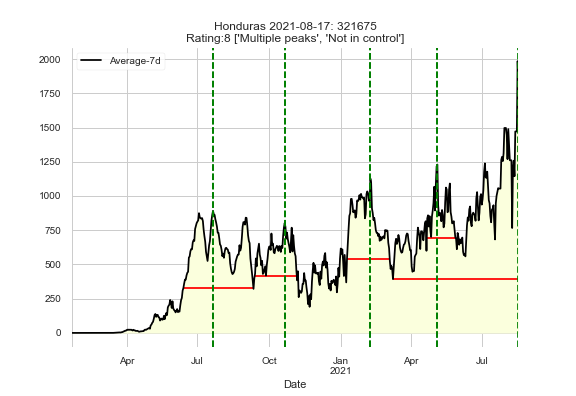 Honduras 2021-08-17: 321675
Rating:8 ['Multiple peaks', 'Not in control']
Average-7d
2000
1750
1500
1250
1000
750
500
250
0
Apr
Jul
Oct
Jan
2021
Apr
Jul
Date